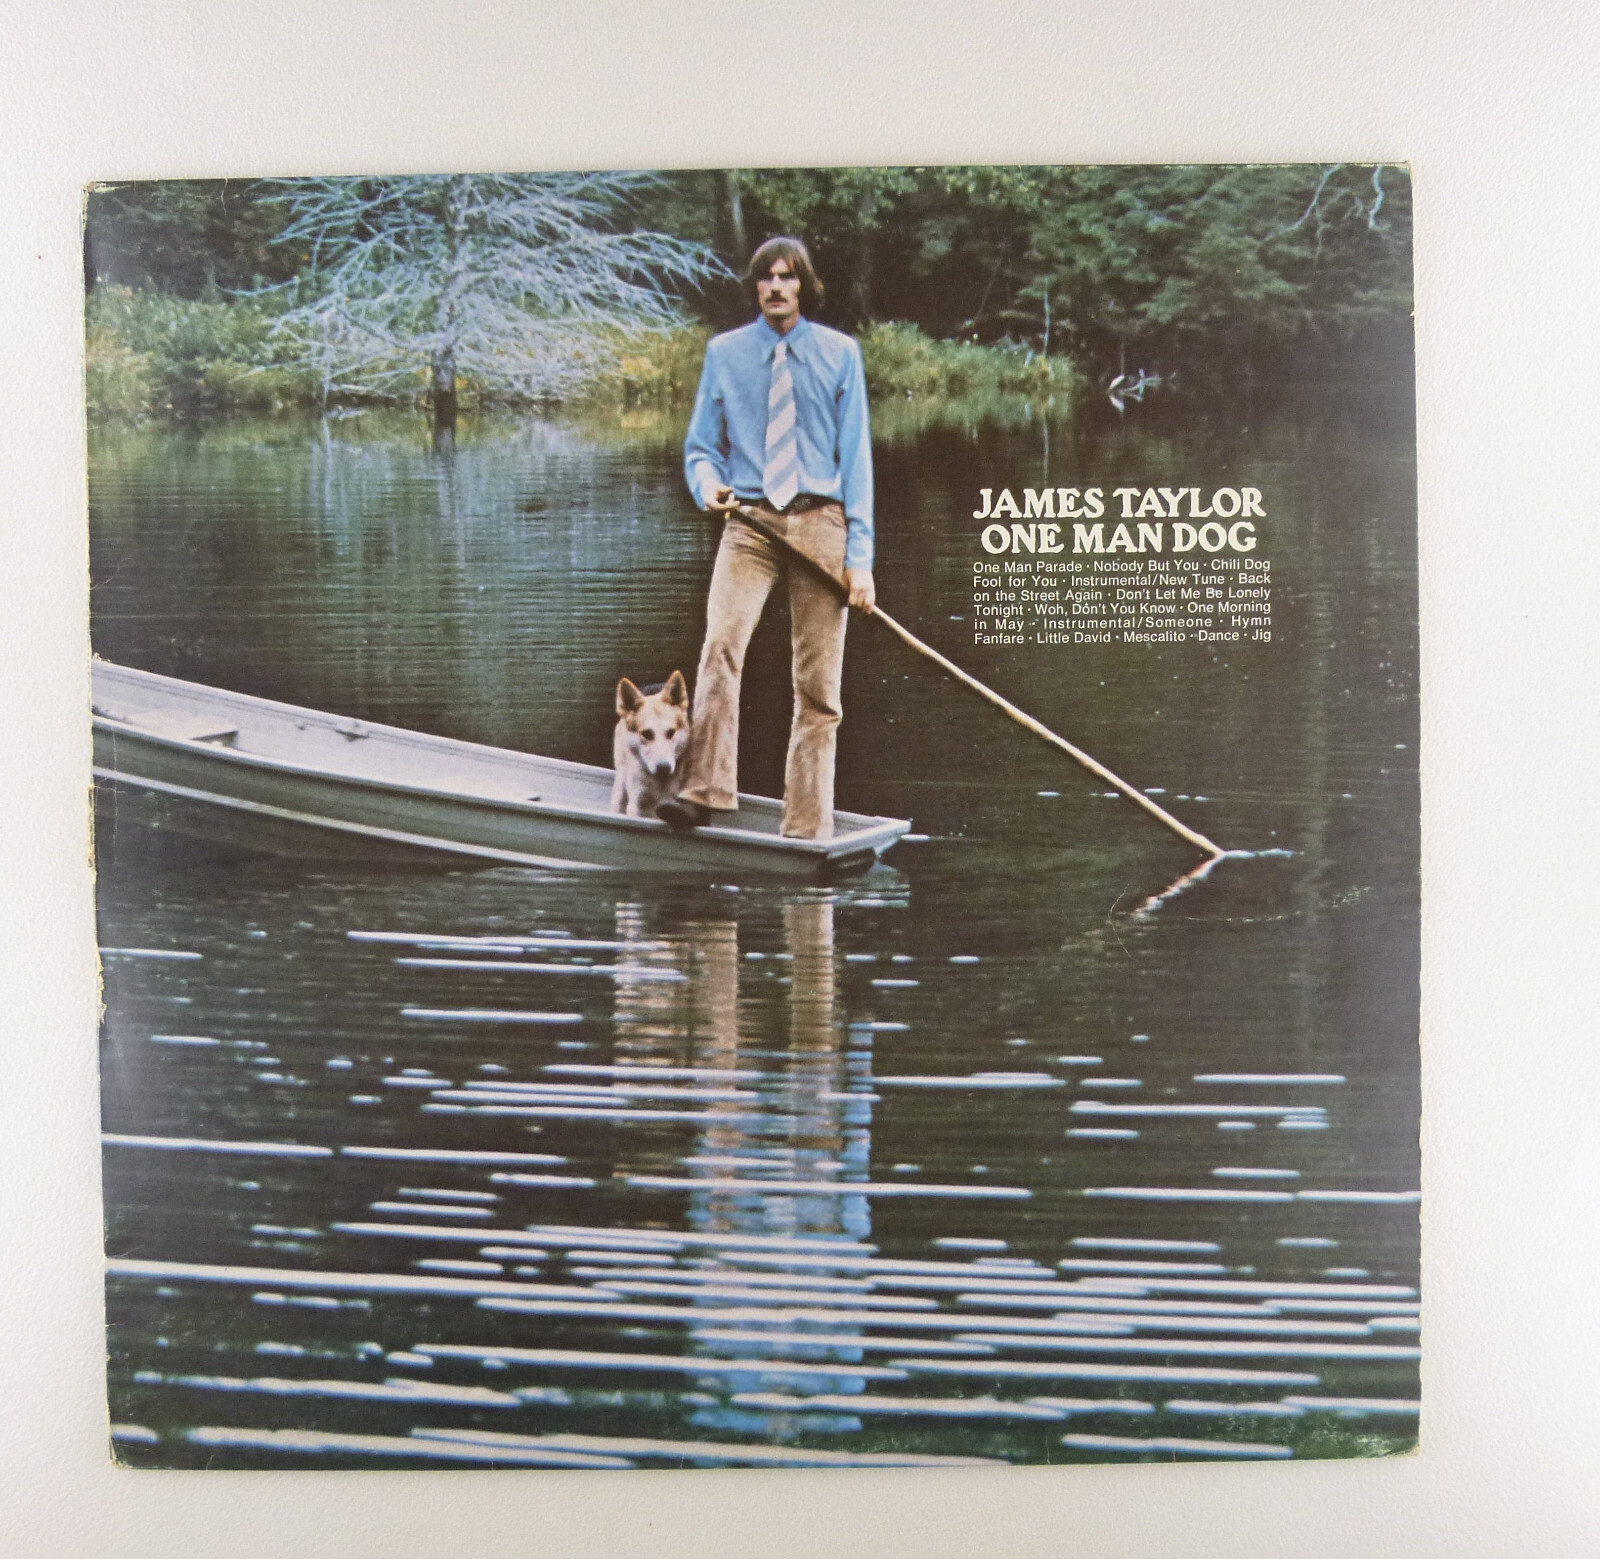 JAMES TAYLOR
ONE MAN DOG
One Man Parade · Nobody But You · Chili Dog
Fool for You · Instrumental/New Tune · Back
on the Street Again · Don't Let Me Be Lonely
Tonight · Woh, Don't You Know · One Morning
in May · Instrumental/Someone · Hymn
Fanfare · Little David · Mescalito · Dance · Jig